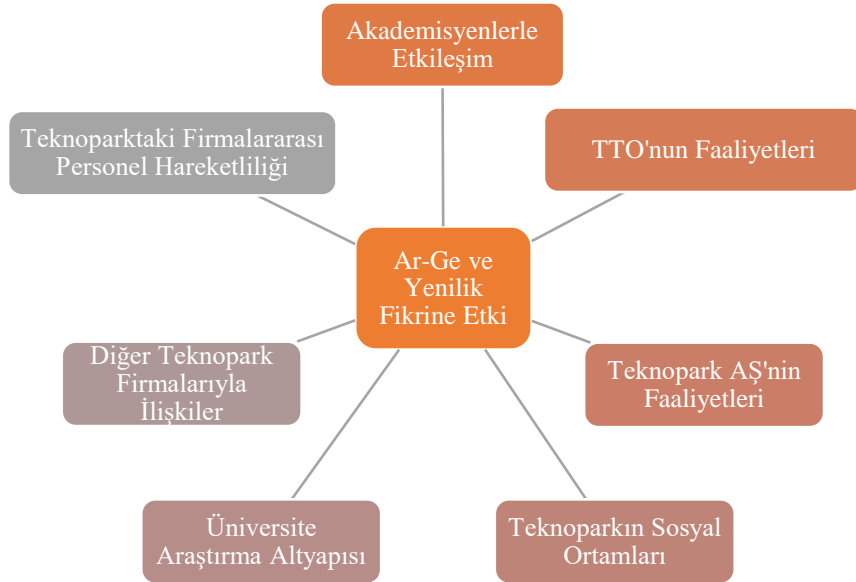 Akademisyenlerle
Etkileşim
Teknoparktaki Firmalararası
Personel Hareketliliği
TTO'nun Faaliyetleri
Ar-Ge ve
Yenilik
Fikrine Etki
Diğer Teknopark
Firmalarıyla
İlişkiler
Teknopark AŞ'nin
Faaliyetleri
Üniversite
Araştırma Altyapısı
Teknoparkın Sosyal
Ortamları